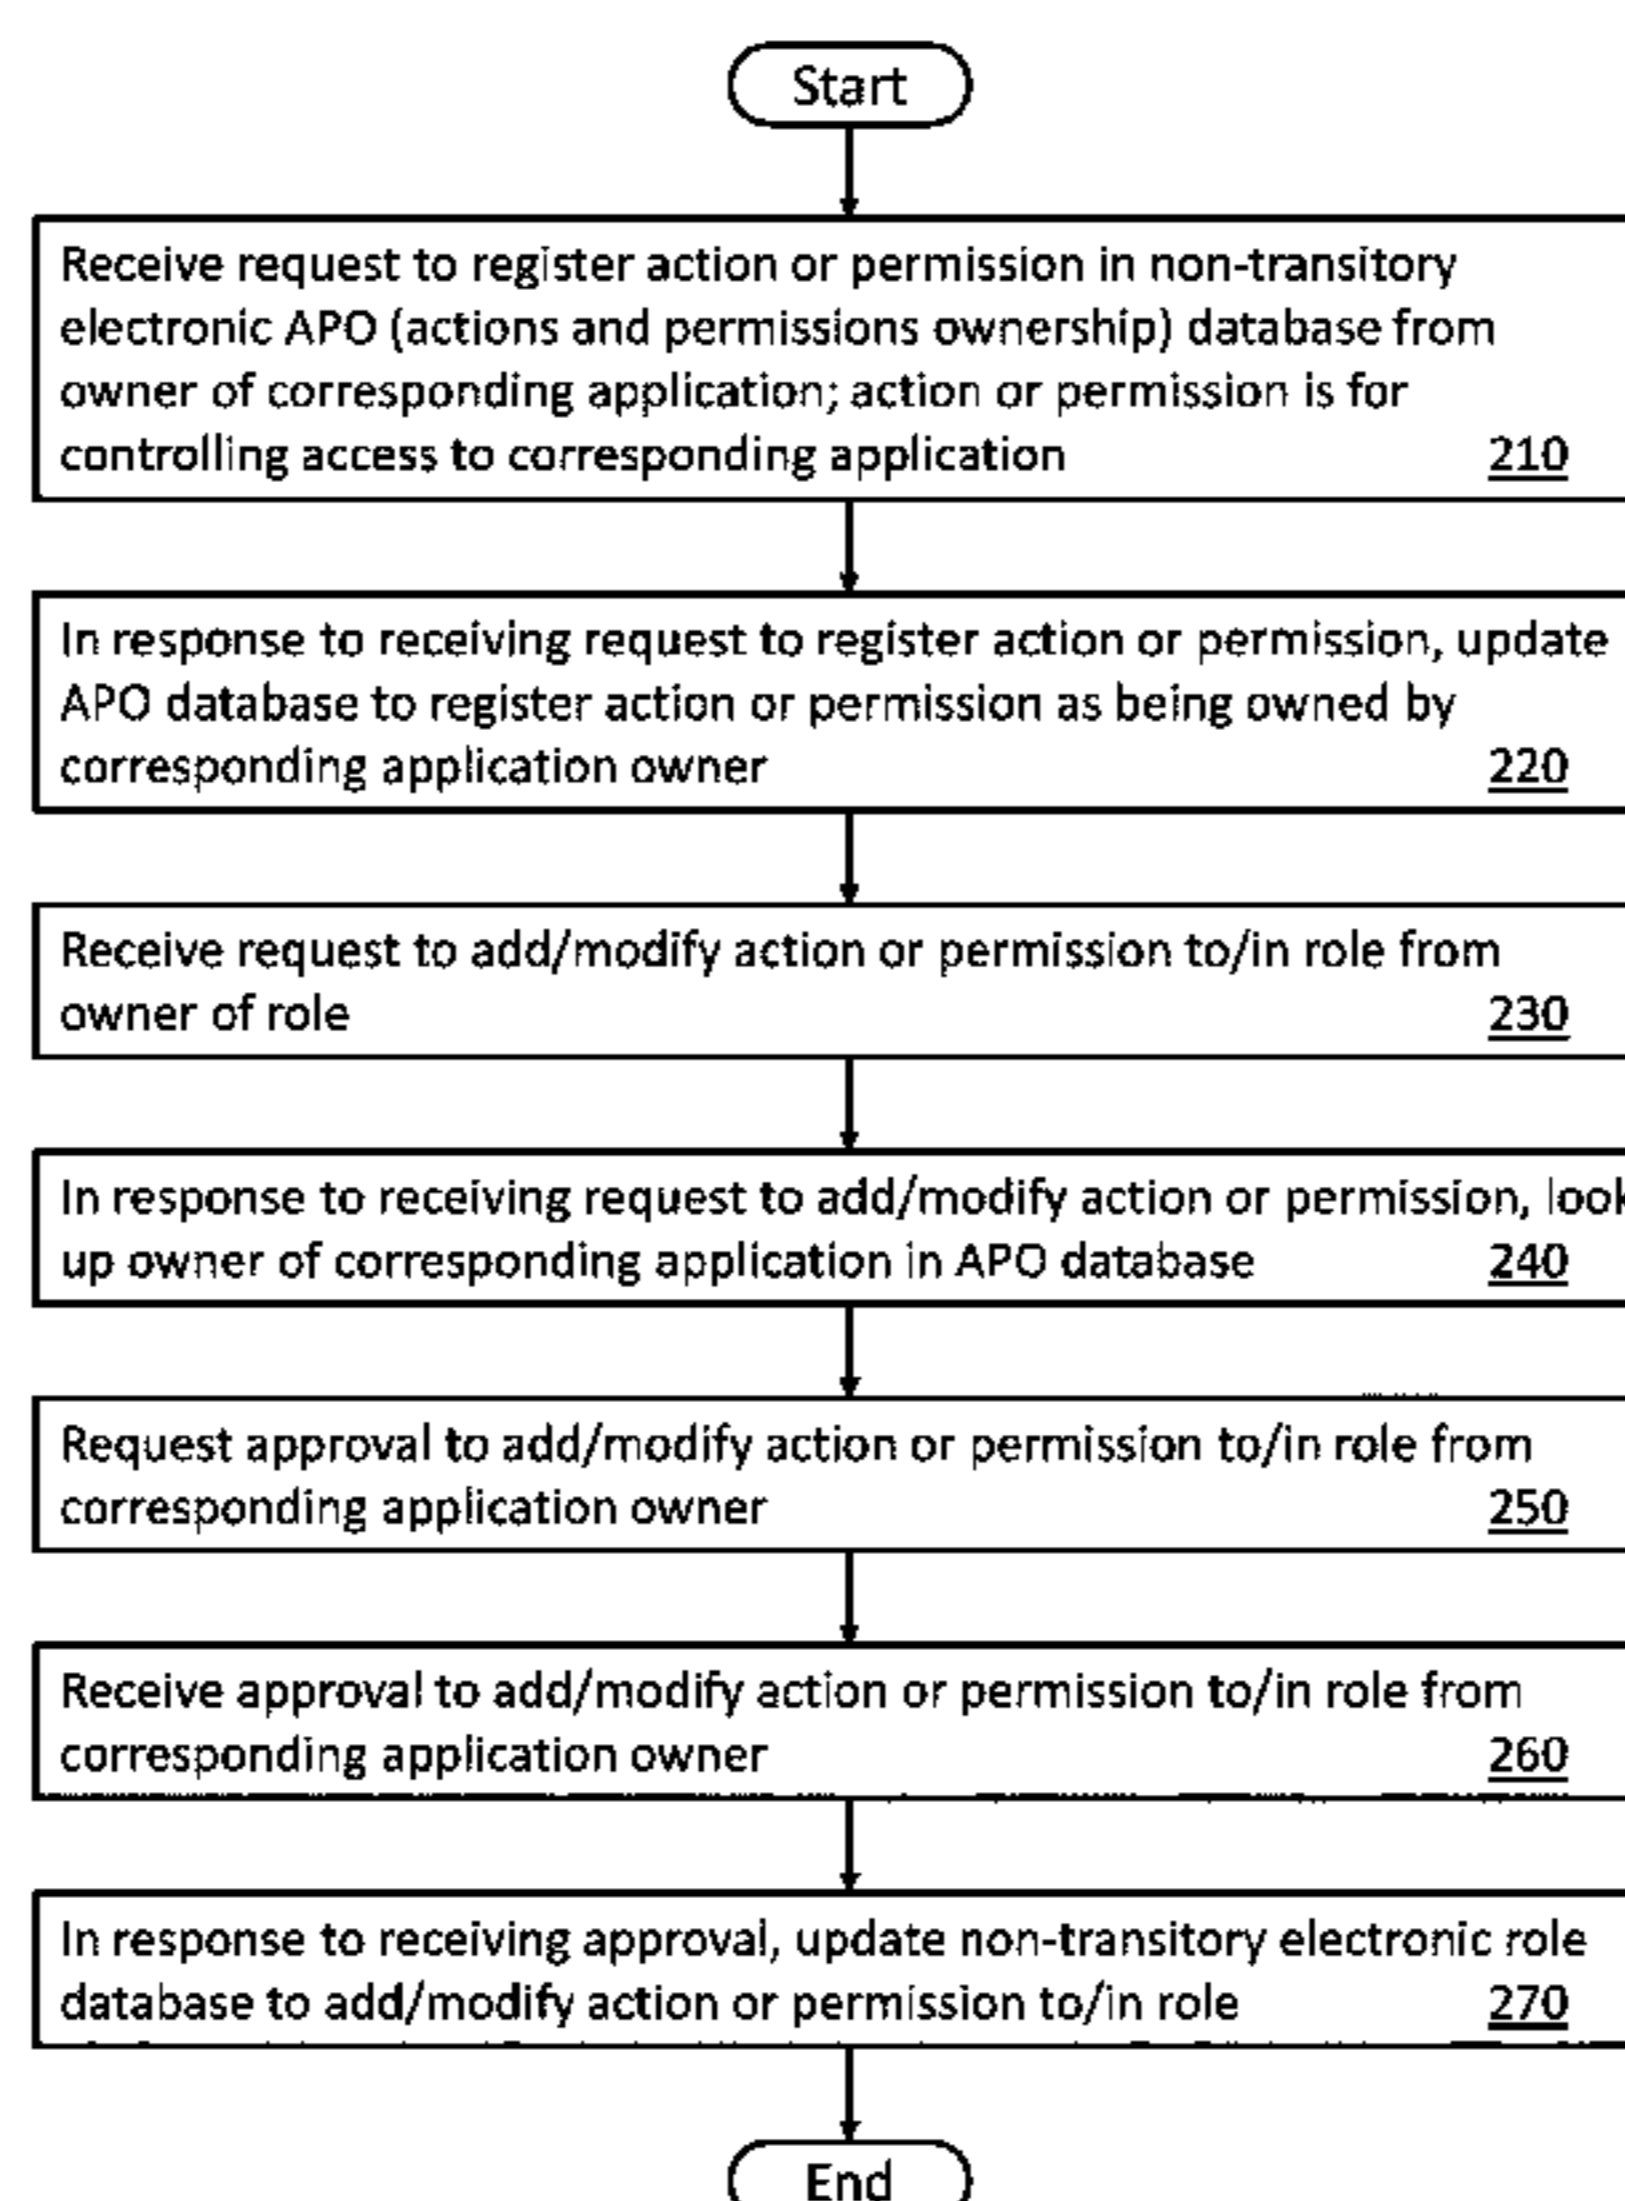 Start
Receive request to register action or permission in non-transitory
electronic APO (actions and permissions ownership) database from
owner of corresponding application; action or permission is for
controlling access to corresponding application 210
In response to receiving request to register action or permission, update
APO database to register action or permission as being owned by
corresponding application owner 220
Receive request to add/modify action or permission to/in role from
owner of role 230
In response to receiving request to add/modify action or permission, look
up owner of corresponding application in APO database 240
Request approval to add/modify action or permission to/in role from
corresponding application owner 250
Receive approval to add/modify action or permission to/in role from
corresponding application owner 260
In response to receiving approval, update non-transitory electronic role
database to add/modify action or permission to/in role 270
End